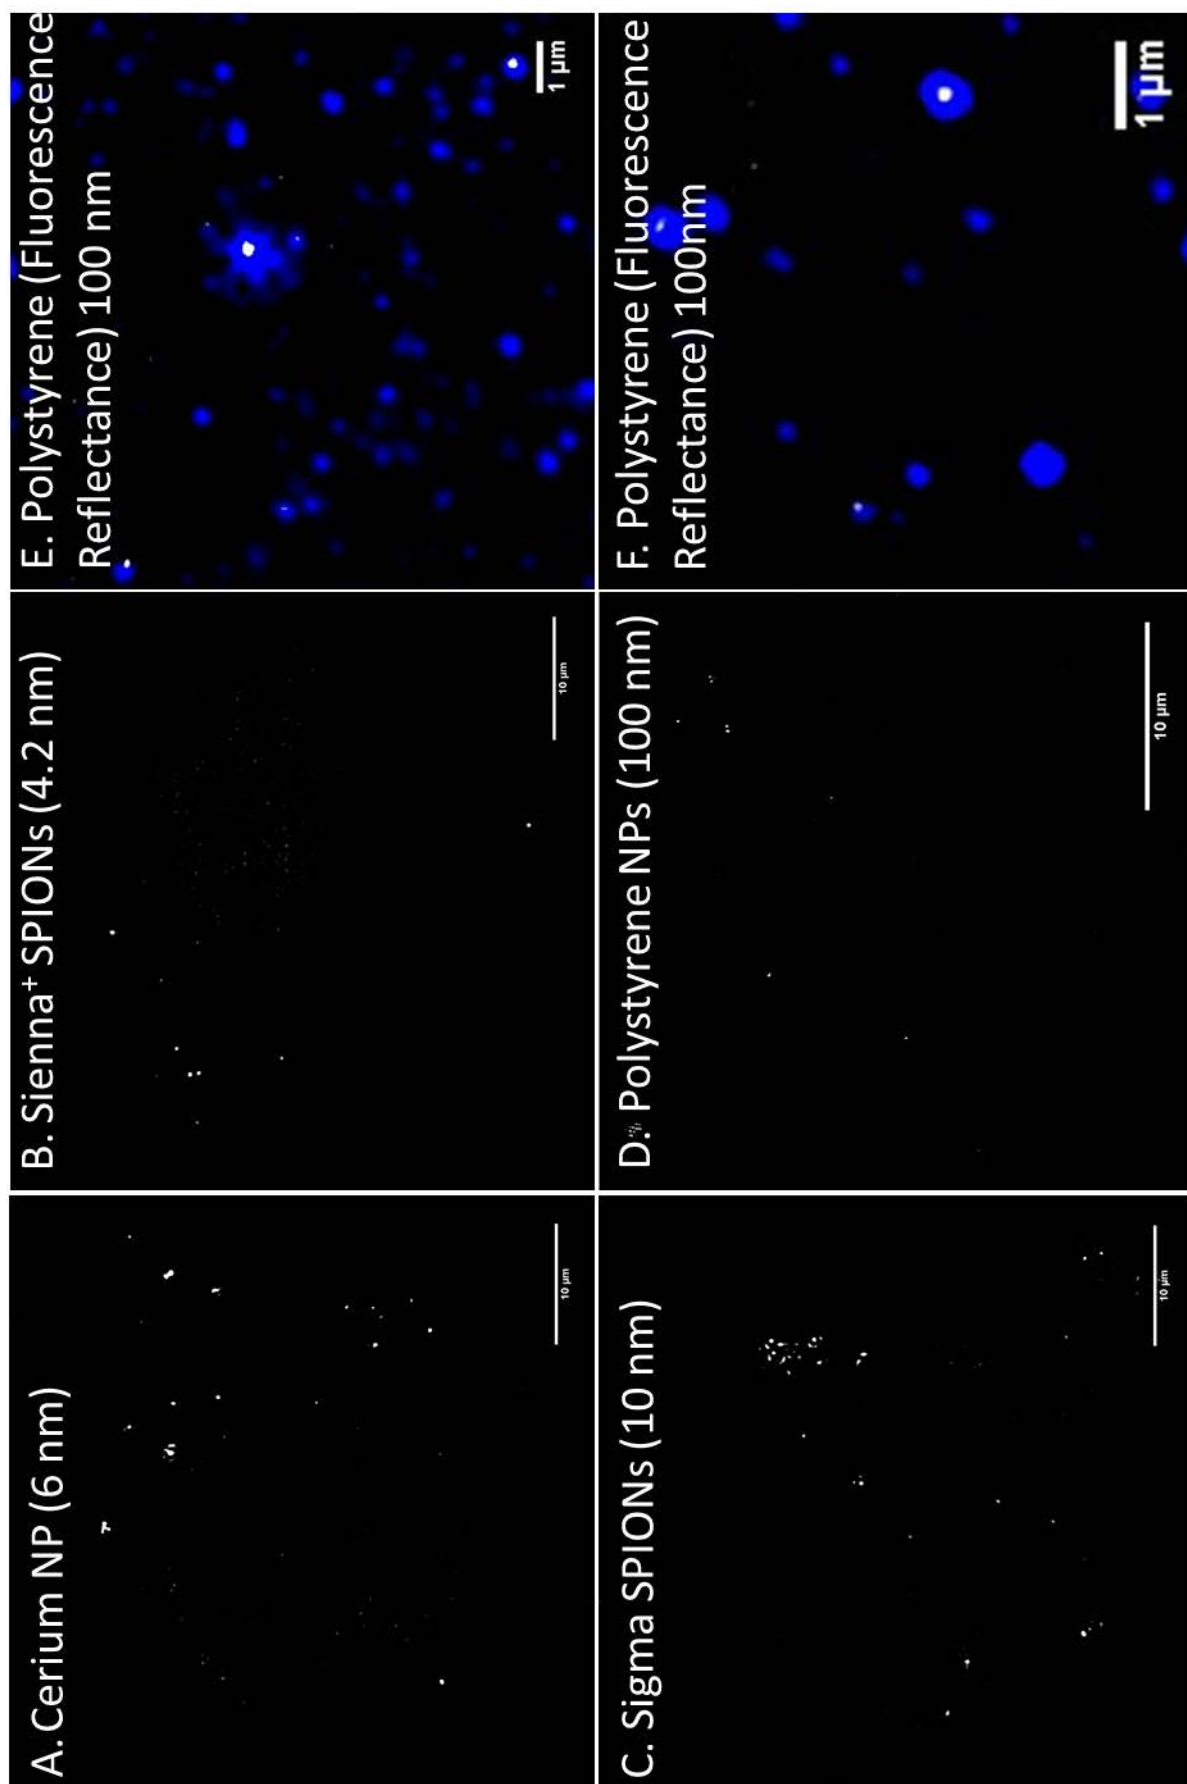 A. Cerium NP (6 nm)
10 µm
B. Sienna⁺ SPIONs (4.2 nm)
10 µm
E. Polystyrene (Fluorescence
Reflectance) 100 nm
1 µm
C. Sigma SPIONs (10 nm)
10 µm
D. Polystyrene NPs (100 nm)
10 µm
F. Polystyrene (Fluorescence
Reflectance) 100nm
1 µm